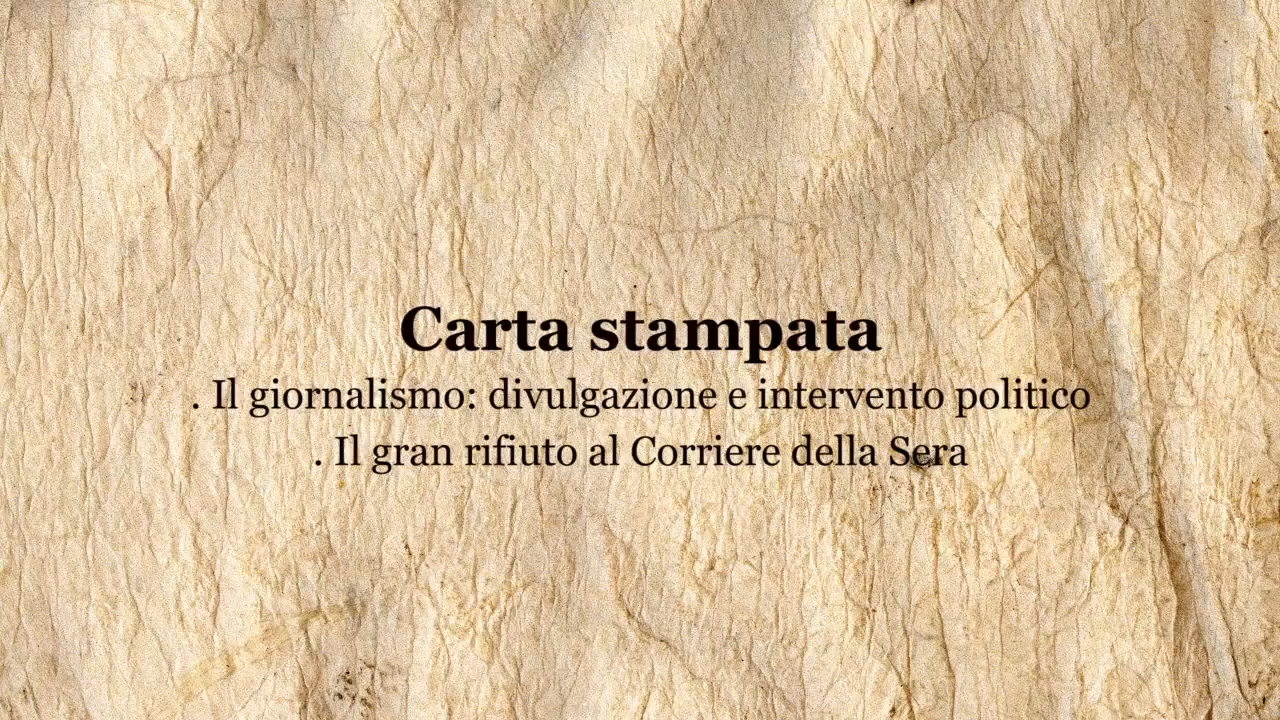 Carta stampata
. Il giornalismo: divulgazione e intervento politico
. Il gran rifiuto al Corriere della Sera